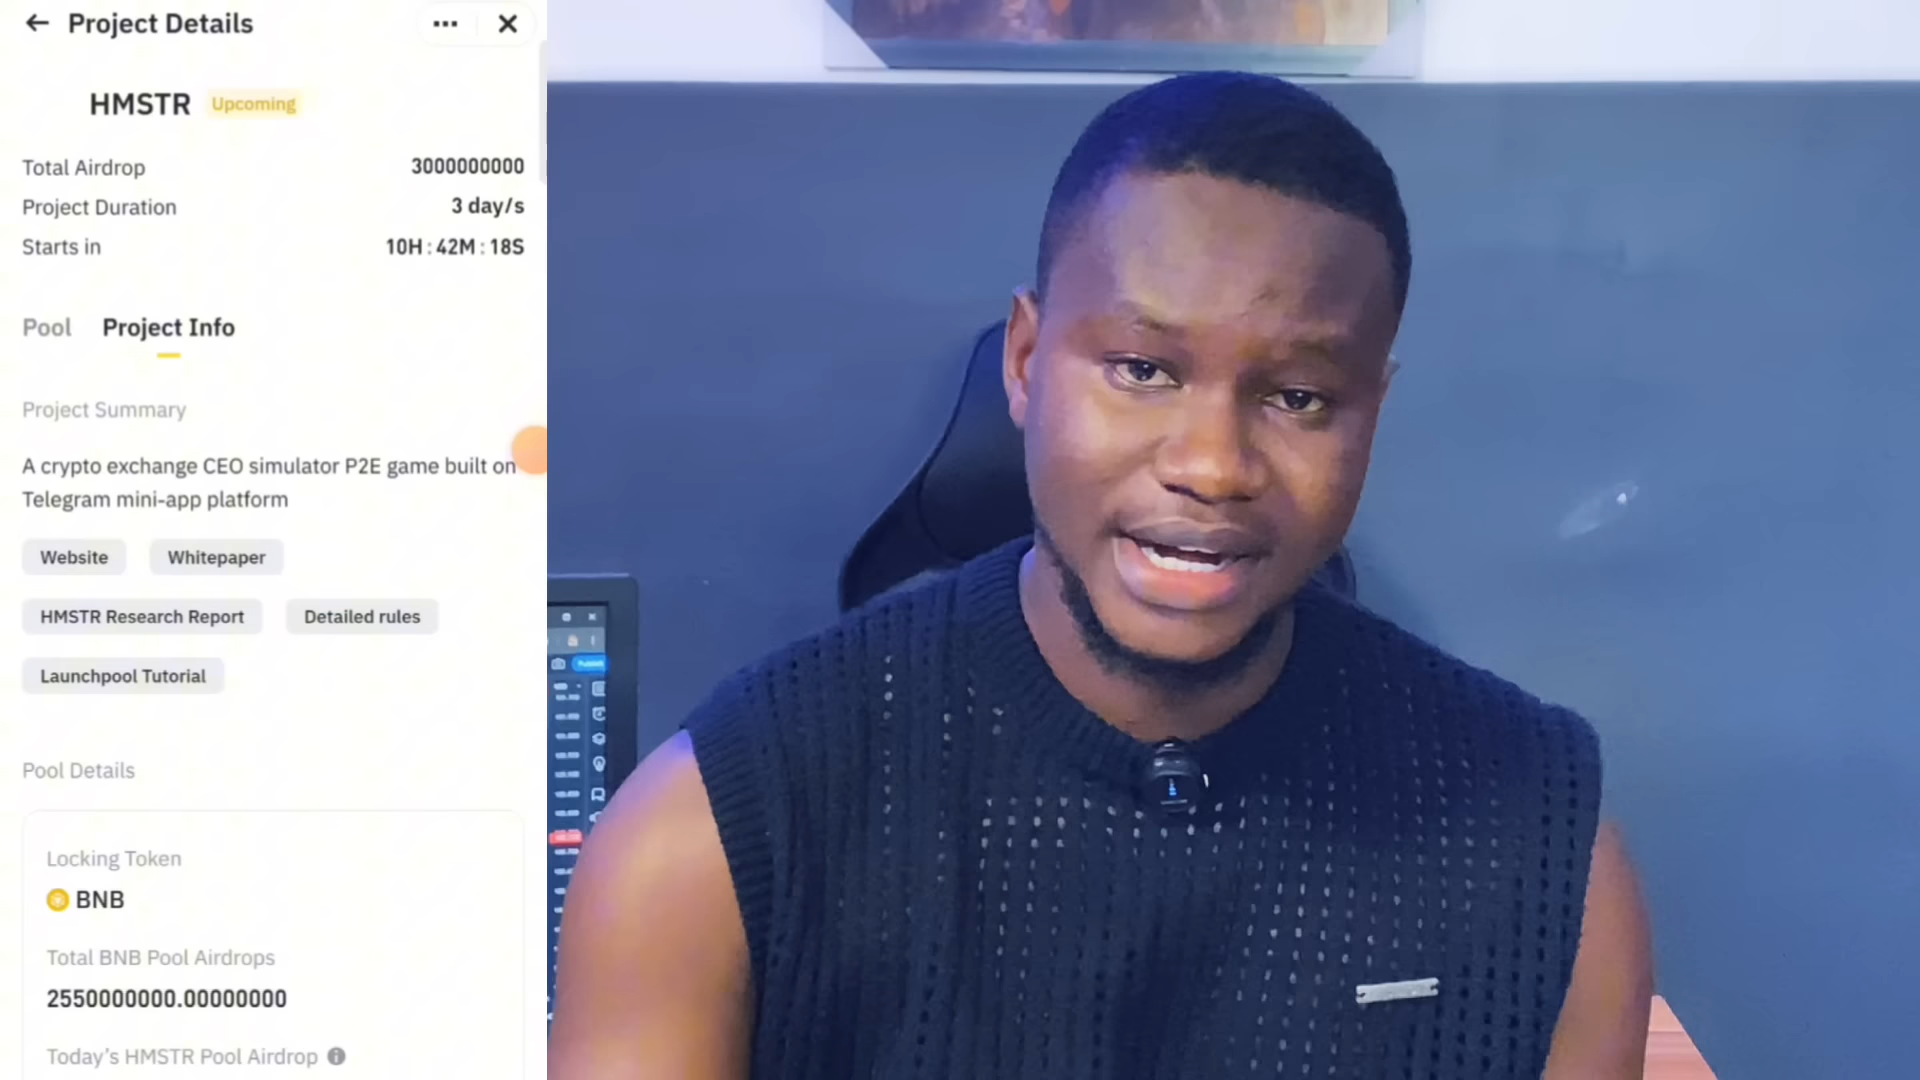 Project Details
HMSTR Upcoming
Total Airdrop 3000000000
Project Duration 3 day/s
Starts in 10H : 42M : 18S
Pool Project Info
Project Summary
A crypto exchange CEO simulator P2E game built on
Telegram mini-app platform
Website Whitepaper
HMSTR Research Report Detailed rules
Launchpool Tutorial
Pool Details
Locking Token
BNB
Total BNB Pool Airdrops
2550000000.00000000
Today's HMSTR Pool Airdrop
Publish